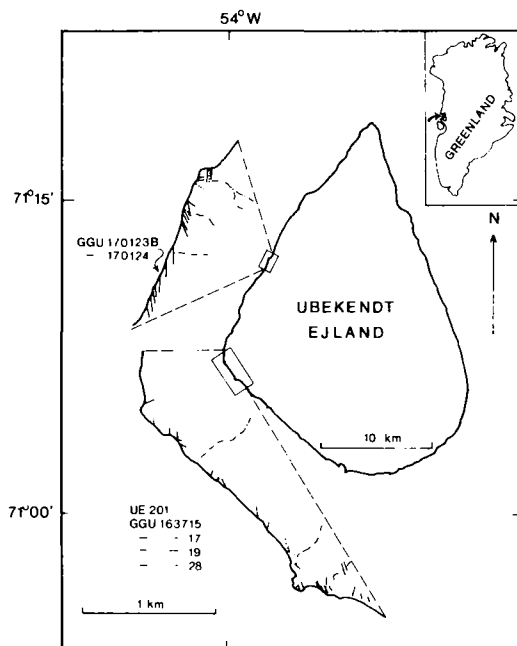 54°W
GREENLAND
71°15'
N
GGU 170123B
— 170124
UBEKENDT
EJLAND
10 km
71°00'
UE 201
GGU 163715
— — 17
— — 19
— — 28
1 km